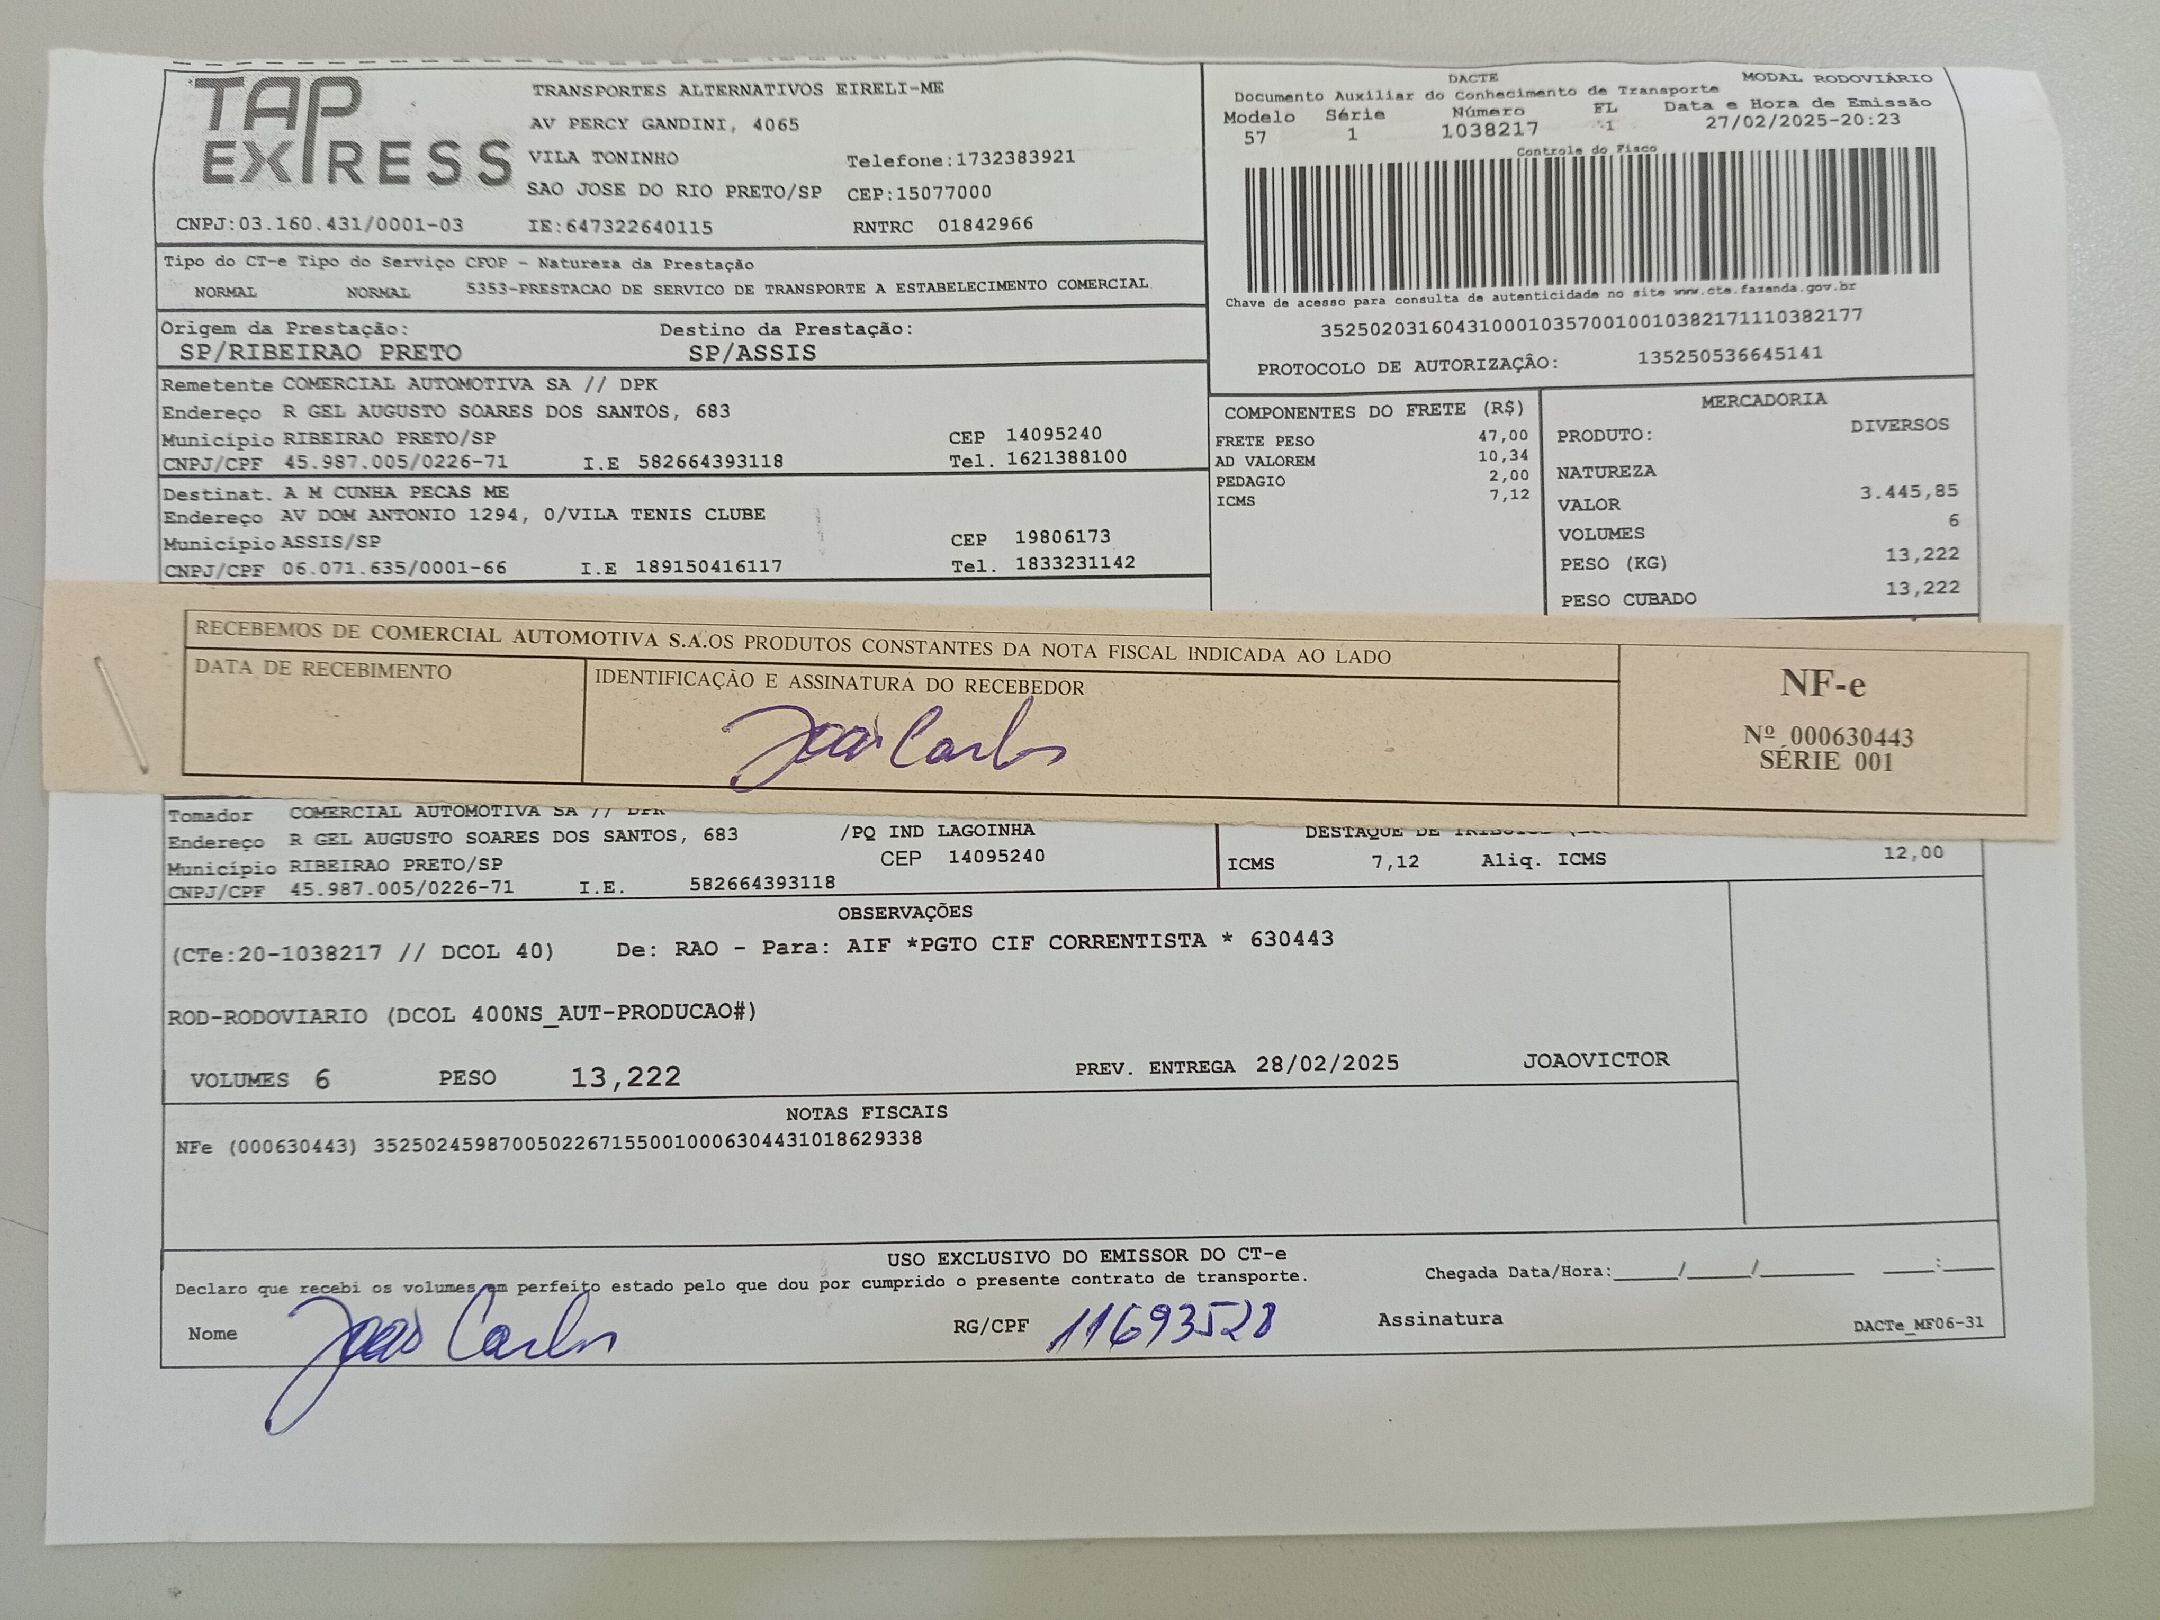 TAP EXPRESS
TRANSPORTES ALTERNATIVOS EIRELI-ME
AV PERCY GANDINI, 4065
VILA TONINHO Telefone:1732383921
SAO JOSE DO RIO PRETO/SP CEP:15077000
CNPJ:03.160.431/0001-03 IE:647322640115 RNTRC 01842966
DACTE MODAL RODOVIÁRIO
Documento Auxiliar do Conhecimento de Transporte
Modelo Série Número FL Data e Hora de Emissão
57 1 1038217 1 27/02/2025-20:23
Controle do Fisco
Chave de acesso para consulta de autenticidade no site www.cte.fazenda.gov.br
35250203160431000103570010010382171110382177
PROTOCOLO DE AUTORIZAÇÃO: 135250536645141
Tipo do CT-e Tipo do Serviço CFOP - Natureza da Prestação
NORMAL NORMAL 5353-PRESTACAO DE SERVICO DE TRANSPORTE A ESTABELECIMENTO COMERCIAL
Origem da Prestação: Destino da Prestação:
SP/RIBEIRAO PRETO SP/ASSIS
Remetente COMERCIAL AUTOMOTIVA SA // DPK
Endereço R GEL AUGUSTO SOARES DOS SANTOS, 683
Município RIBEIRAO PRETO/SP CEP 14095240
CNPJ/CPF 45.987.005/0226-71 I.E 582664393118 Tel. 1621388100
Destinat. A M CUNHA PECAS ME
Endereço AV DOM ANTONIO 1294, 0/VILA TENIS CLUBE
Município ASSIS/SP CEP 19806173
CNPJ/CPF 06.071.635/0001-66 I.E 189150416117 Tel. 1833231142
COMPONENTES DO FRETE (R$)
FRETE PESO 47,00
AD VALOREM 10,34
PEDAGIO 2,00
ICMS 7,12
MERCADORIA
PRODUTO: DIVERSOS
NATUREZA
VALOR 3.445,85
VOLUMES 6
PESO (KG) 13,222
PESO CUBADO 13,222
RECEBEMOS DE COMERCIAL AUTOMOTIVA S.A.OS PRODUTOS CONSTANTES DA NOTA FISCAL INDICADA AO LADO
DATA DE RECEBIMENTO
IDENTIFICAÇÃO E ASSINATURA DO RECEBEDOR
João Carlos
NF-e
Nº 000630443
SÉRIE 001
Tomador COMERCIAL AUTOMOTIVA SA // DPK
Endereço R GEL AUGUSTO SOARES DOS SANTOS, 683 /PQ IND LAGOINHA
Município RIBEIRAO PRETO/SP CEP 14095240
CNPJ/CPF 45.987.005/0226-71 I.E. 582664393118
DESTAQUE DE
ICMS 7,12 Aliq. ICMS 12,00
OBSERVAÇÕES
(CTe:20-1038217 // DCOL 40) De: RAO - Para: AIF *PGTO CIF CORRENTISTA * 630443
ROD-RODOVIARIO (DCOL 400NS_AUT-PRODUCAO#)
VOLUMES 6 PESO 13,222 PREV. ENTREGA 28/02/2025 JOAOVICTOR
NOTAS FISCAIS
NFe (000630443) 35250245987005022671550010006304431018629338
USO EXCLUSIVO DO EMISSOR DO CT-e
Declaro que recebi os volumes em perfeito estado pelo que dou por cumprido o presente contrato de transporte. Chegada Data/Hora:____/____/______ ____:____
Nome João Carlos RG/CPF 11693528 Assinatura
DACTe_MF06-31